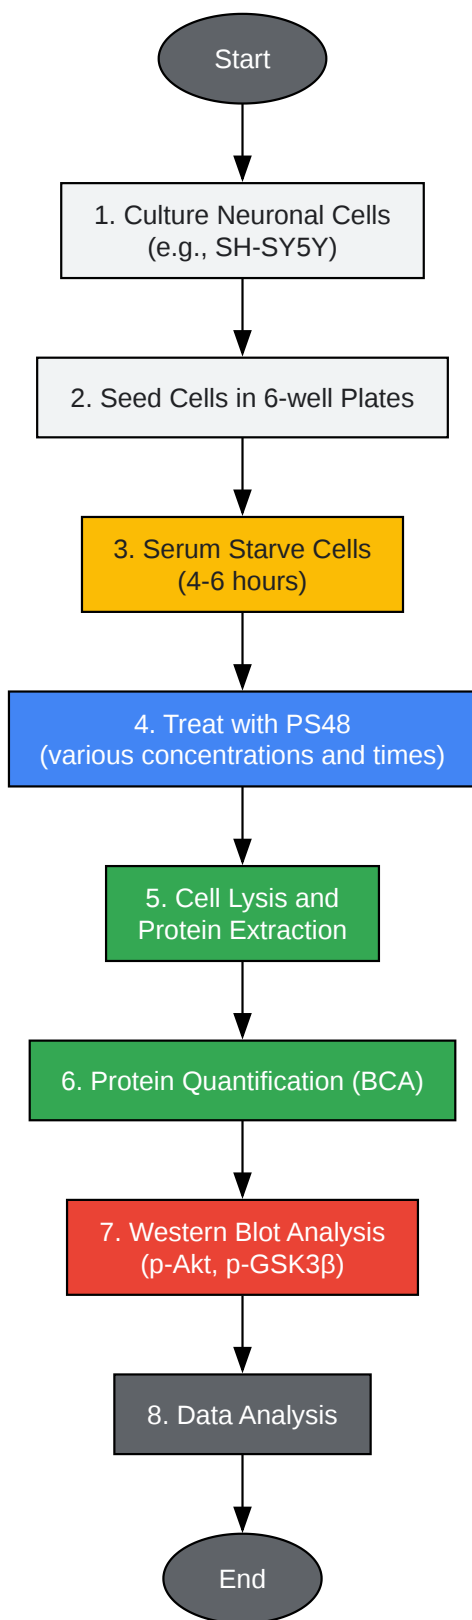 Start
1. Culture Neuronal Cells
(e.g., SH-SY5Y)
2. Seed Cells in 6-well Plates
3. Serum Starve Cells
(4-6 hours)
4. Treat with PS48
(various concentrations and times)
5. Cell Lysis and
Protein Extraction
6. Protein Quantification (BCA)
7. Western Blot Analysis
(p-Akt, p-GSK3β)
8. Data Analysis
End